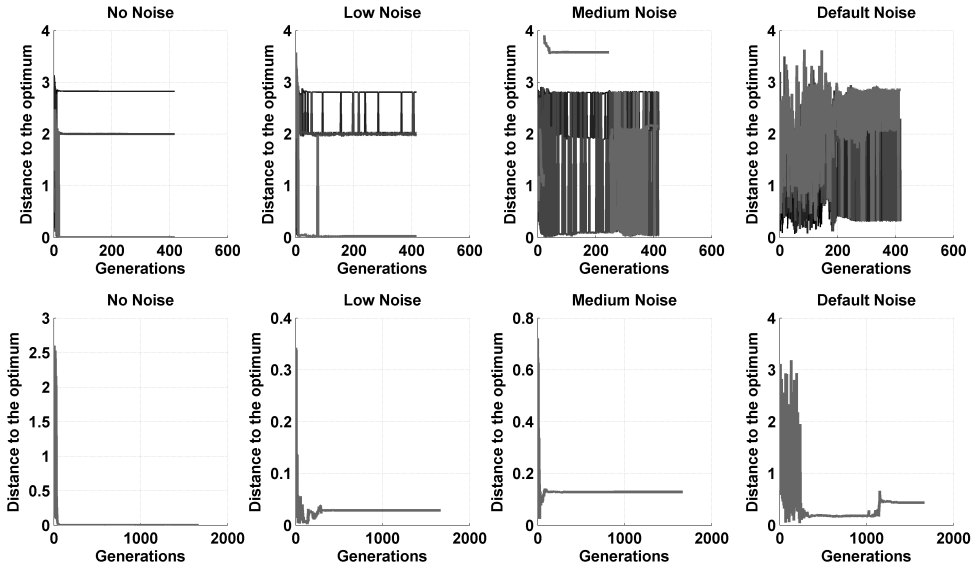 No Noise
Low Noise
Medium Noise
Default Noise
Distance to the optimum
4
3
2
1
0
0 200 400 600
Generations
Distance to the optimum
4
3
2
1
0
0 200 400 600
Generations
Distance to the optimum
4
3
2
1
0
0 200 400 600
Generations
Distance to the optimum
4
3
2
1
0
0 200 400 600
Generations
No Noise
Low Noise
Medium Noise
Default Noise
Distance to the optimum
3
2.5
2
1.5
1
0.5
0
0 1000 2000
Generations
Distance to the optimum
0.4
0.3
0.2
0.1
0
0 1000 2000
Generations
Distance to the optimum
0.8
0.6
0.4
0.2
0
0 1000 2000
Generations
Distance to the optimum
4
3
2
1
0
0 1000 2000
Generations